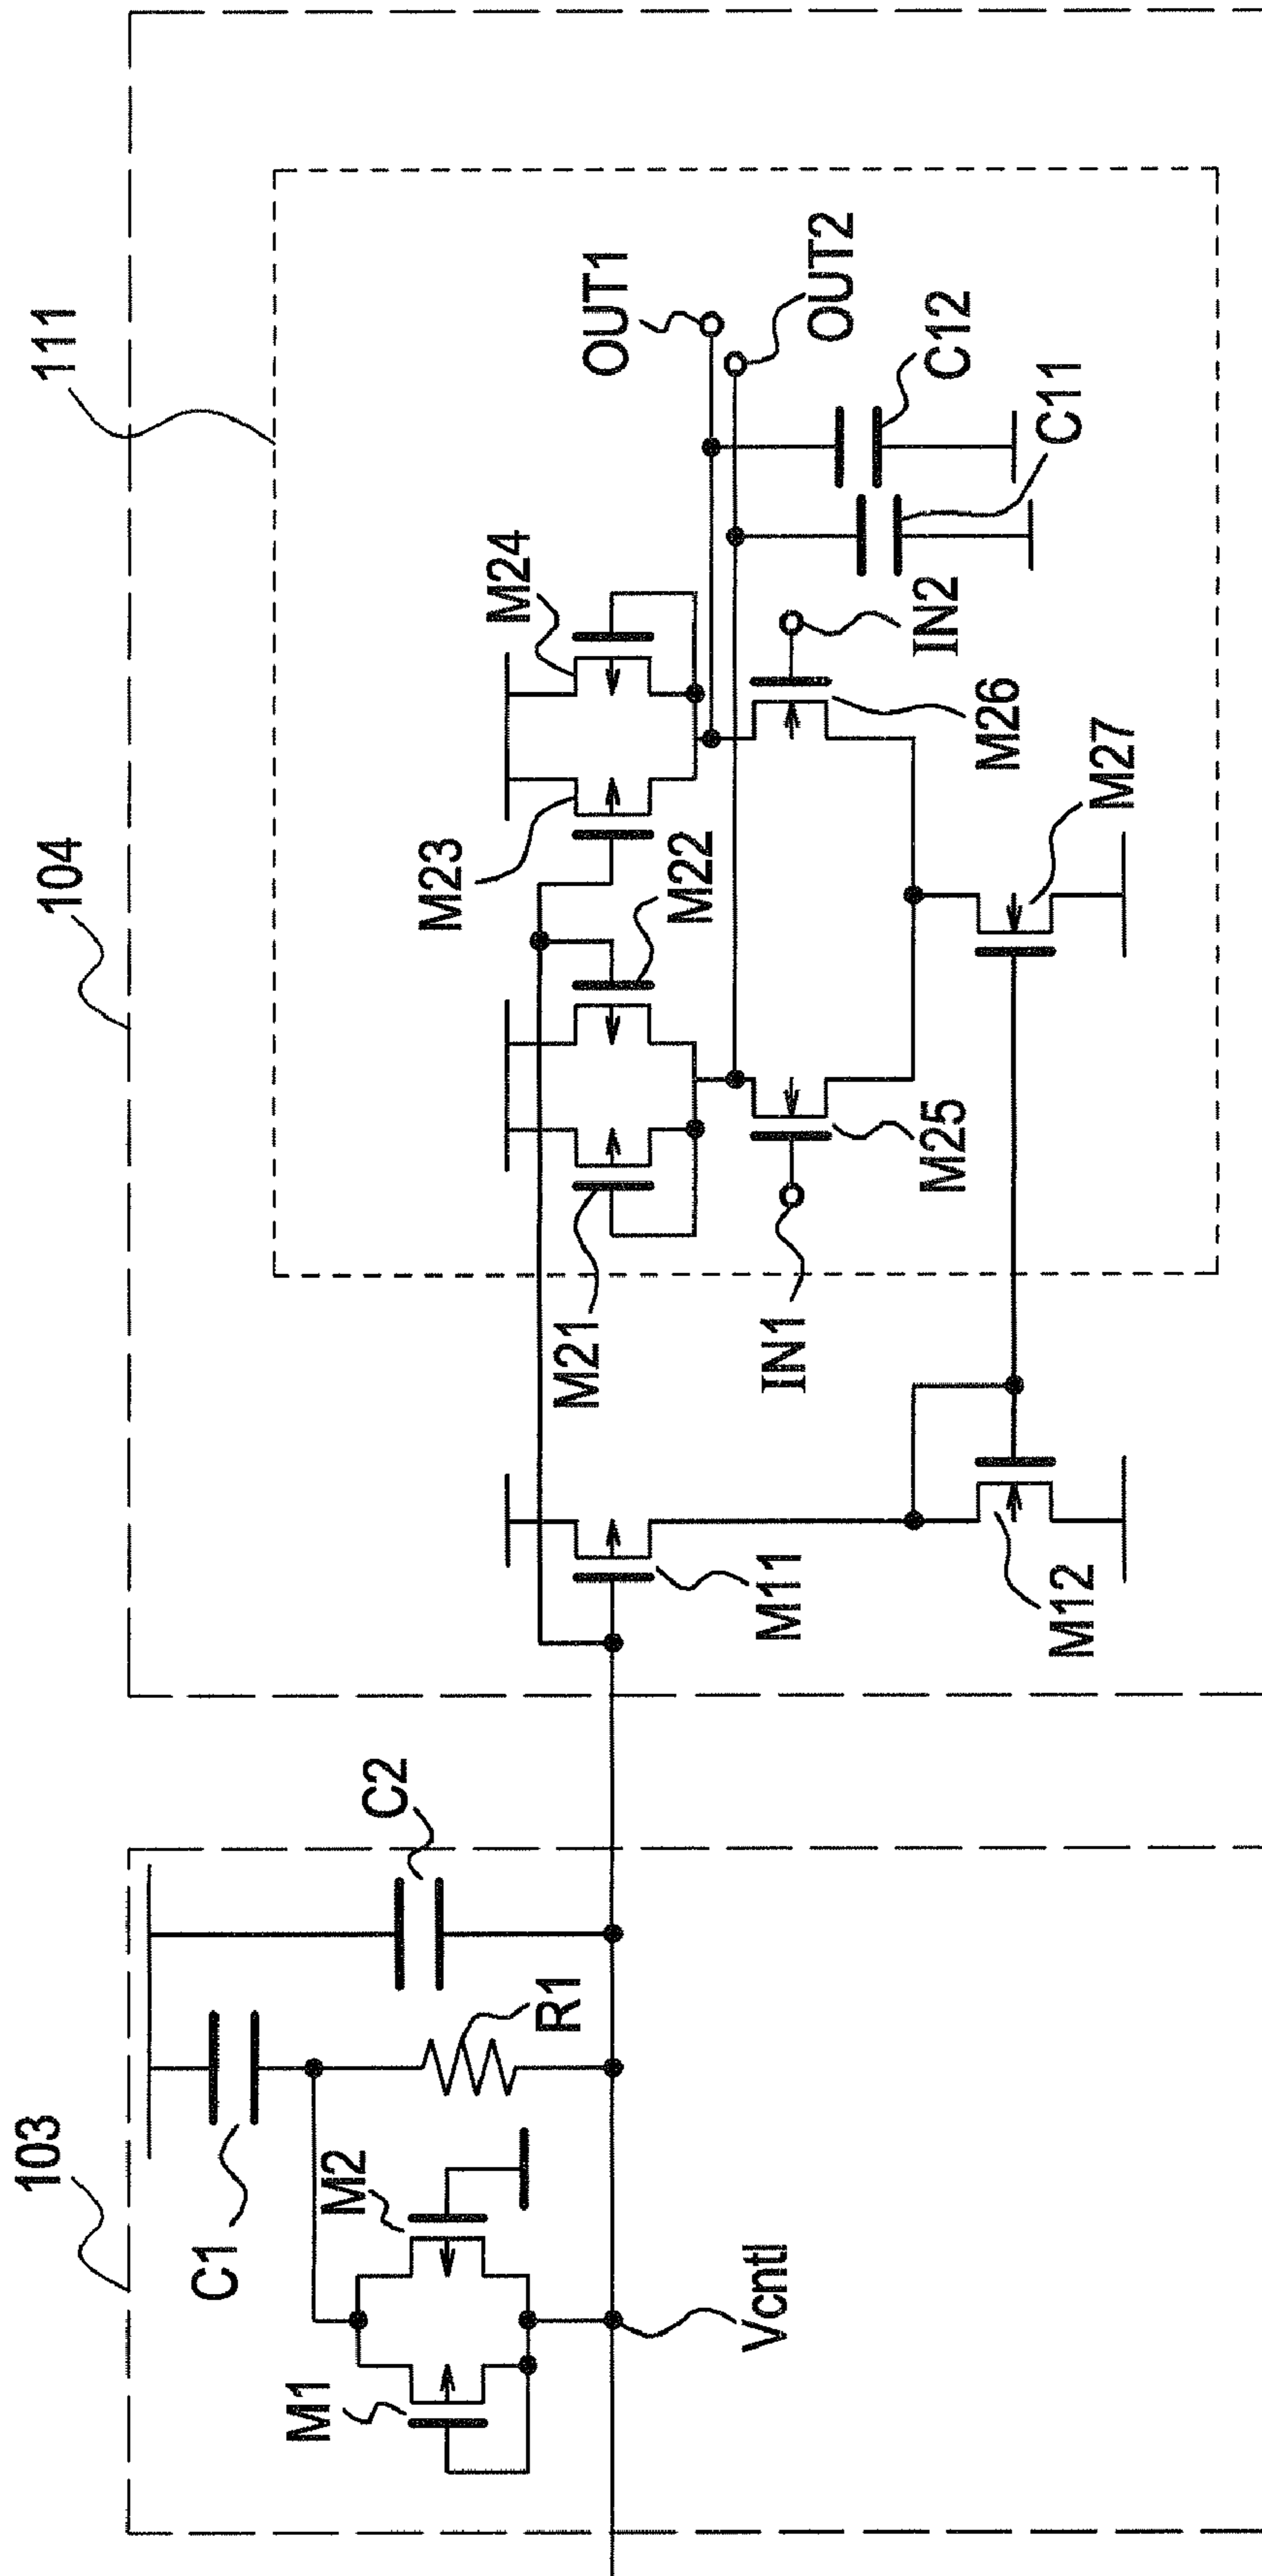 103
C1
M2
M1
R1
C2
Vcntl
104
111
M11
M12
M21
M22
M23
M24
IN1
M25
M26
IN2
M27
OUT1
OUT2
C12
C11